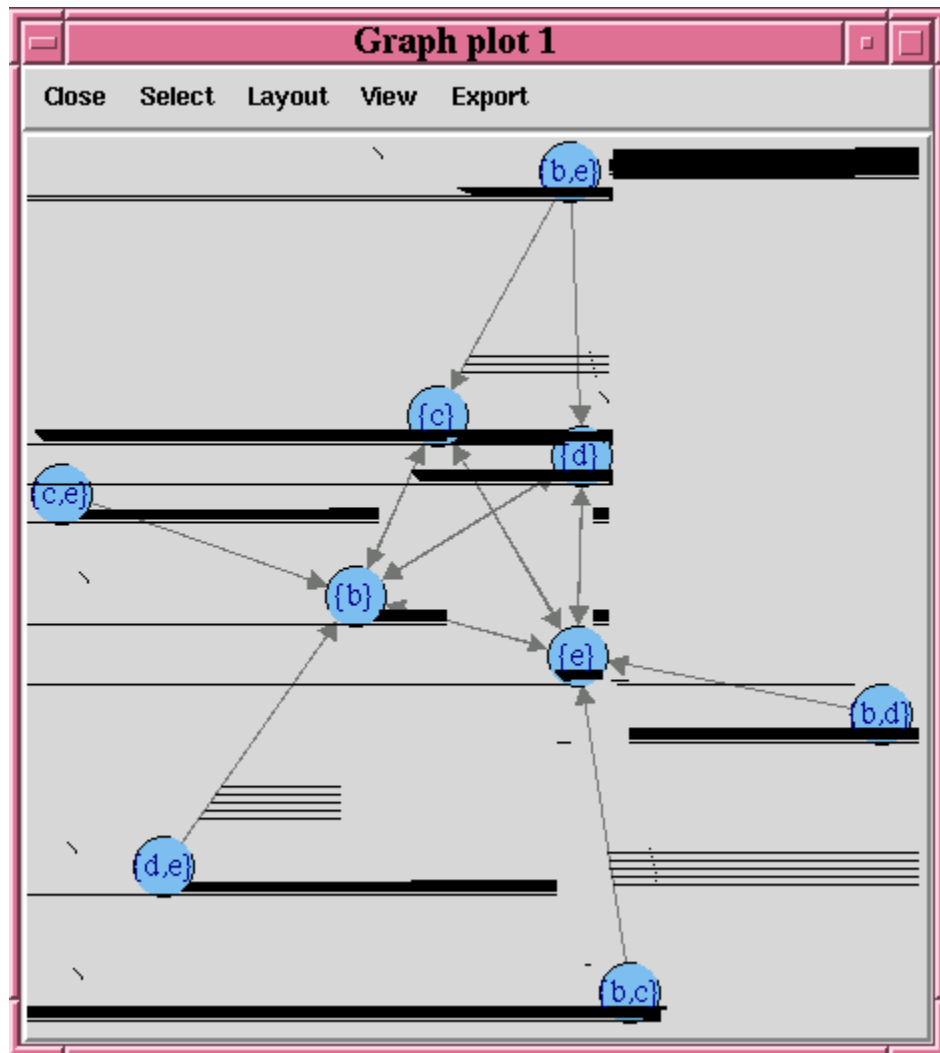 Graph plot 1
Close Select Layout View Export
{b,e}
{c}
{d}
{c,e}
{b}
{e}
{b,d}
{d,e}
{b,c}